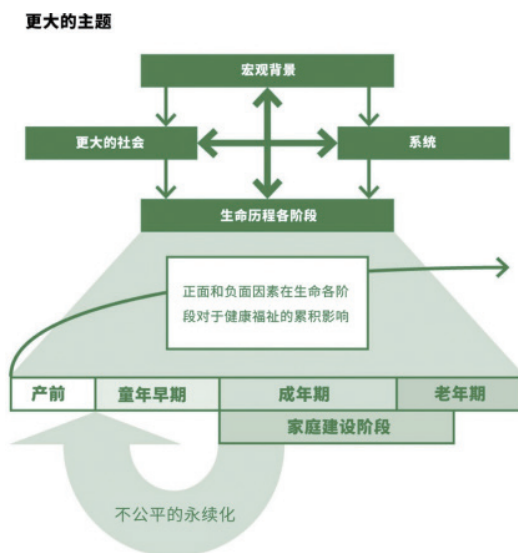 更大的主题
宏观背景
更大的社会
系统
生命历程各阶段
正面和负面因素在生命各阶
段对于健康福祉的累积影响
产前
童年早期
成年期
老年期
家庭建设阶段
不公平的永续化